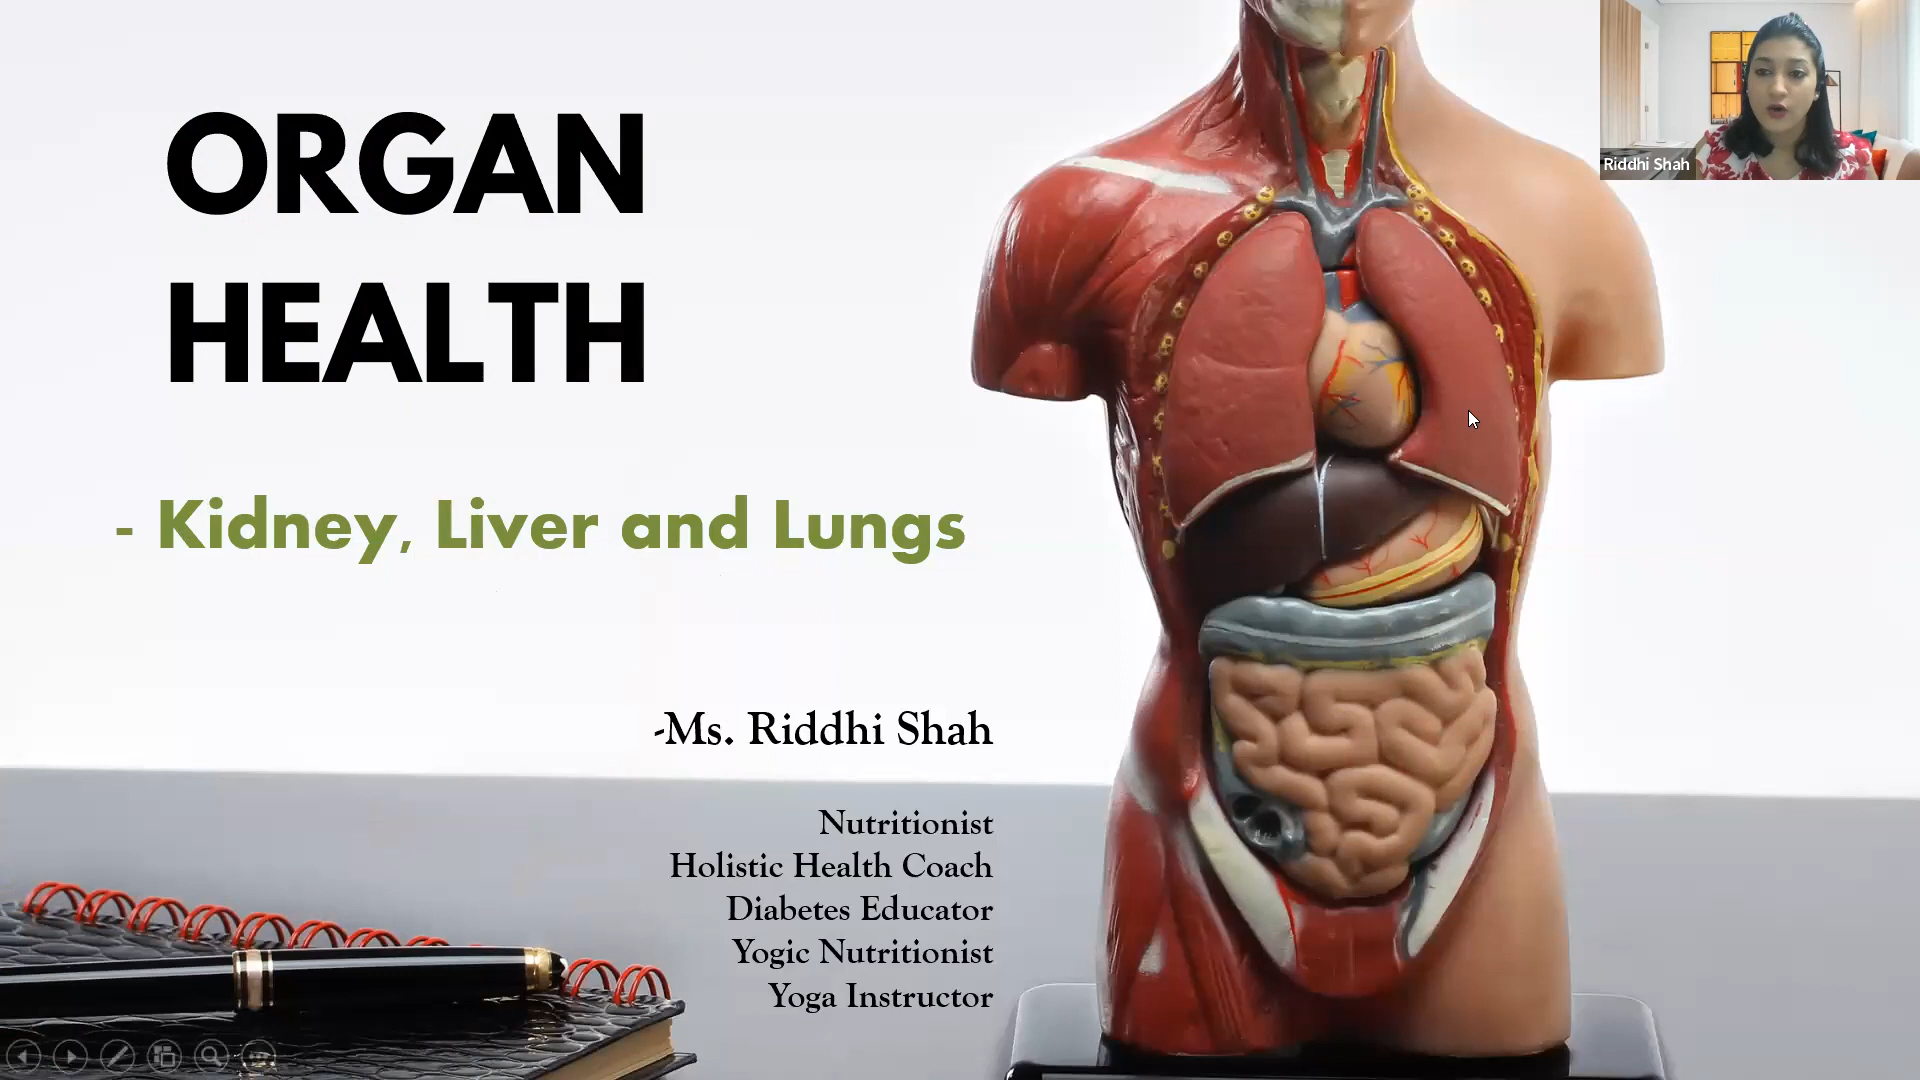 ORGAN
HEALTH
- Kidney, Liver and Lungs
-Ms. Riddhi Shah
Nutritionist
Holistic Health Coach
Diabetes Educator
Yogic Nutritionist
Yoga Instructor
Riddhi Shah